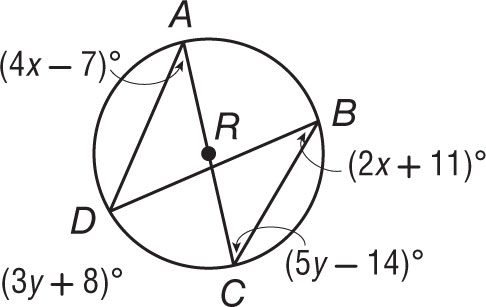 A
(4x – 7)°
R
B
(2x + 11)°
D
(3y + 8)°
C
(5y – 14)°